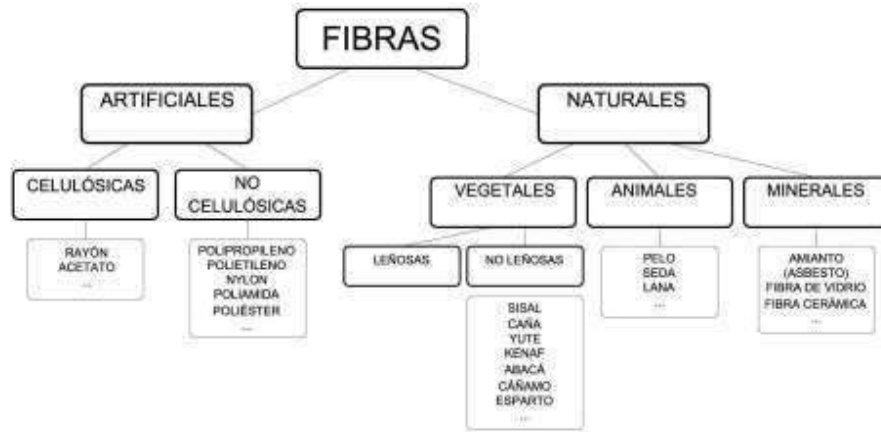 FIBRAS
ARTIFICIALES
NATURALES
CELULÓSICAS
NO
CELULÓSICAS
VEGETALES
ANIMALES
MINERALES
RAYÓN
ACETATO
...
POLIPROPILENO
POLIETILENO
NYLON
POLIAMIDA
POLIÉSTER
...
LEÑOSAS
NO LEÑOSAS
PELO
SEDA
LANA
...
AMIANTO
(ASBESTO)
FIBRA DE VIDRIO
FIBRA CERÁMICA
...
SISAL
CAÑA
YUTE
KENAF
ABACÁ
CÁÑAMO
ESPARTO
...